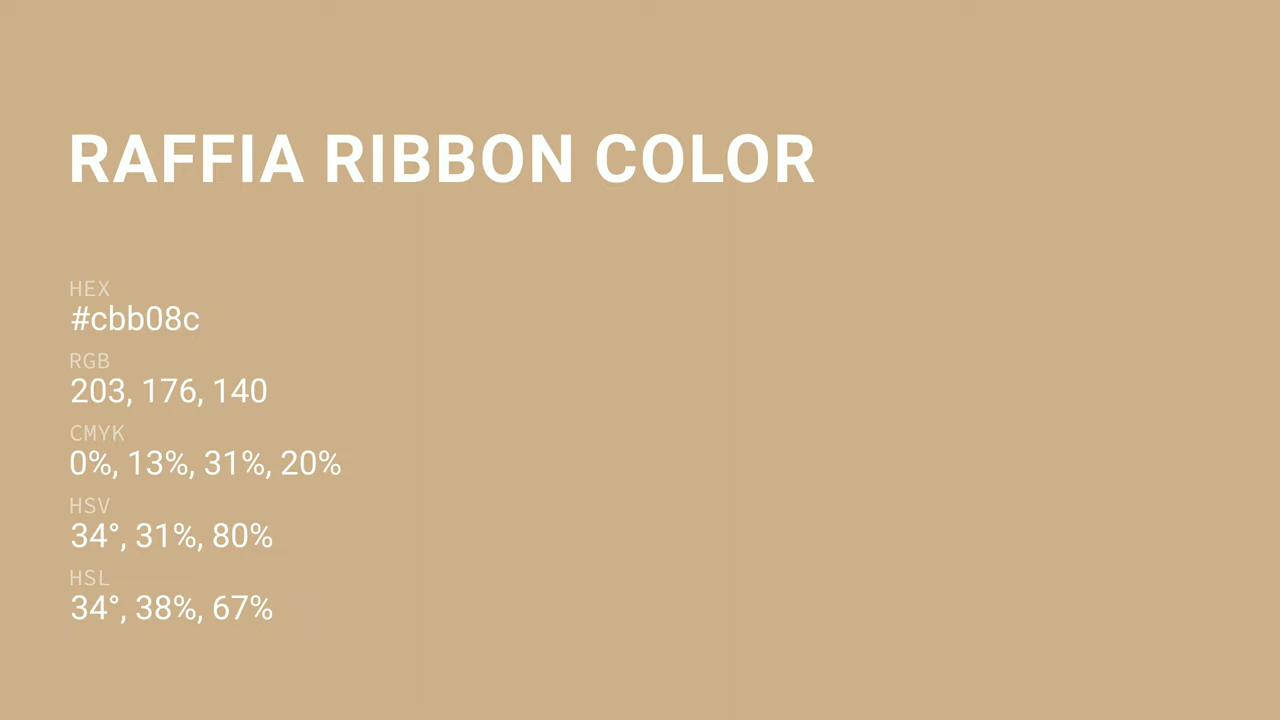 RAFFIA RIBBON COLOR
HEX
#cbb08c
RGB
203, 176, 140
CMYK
0%, 13%, 31%, 20%
HSV
34°, 31%, 80%
HSL
34°, 38%, 67%